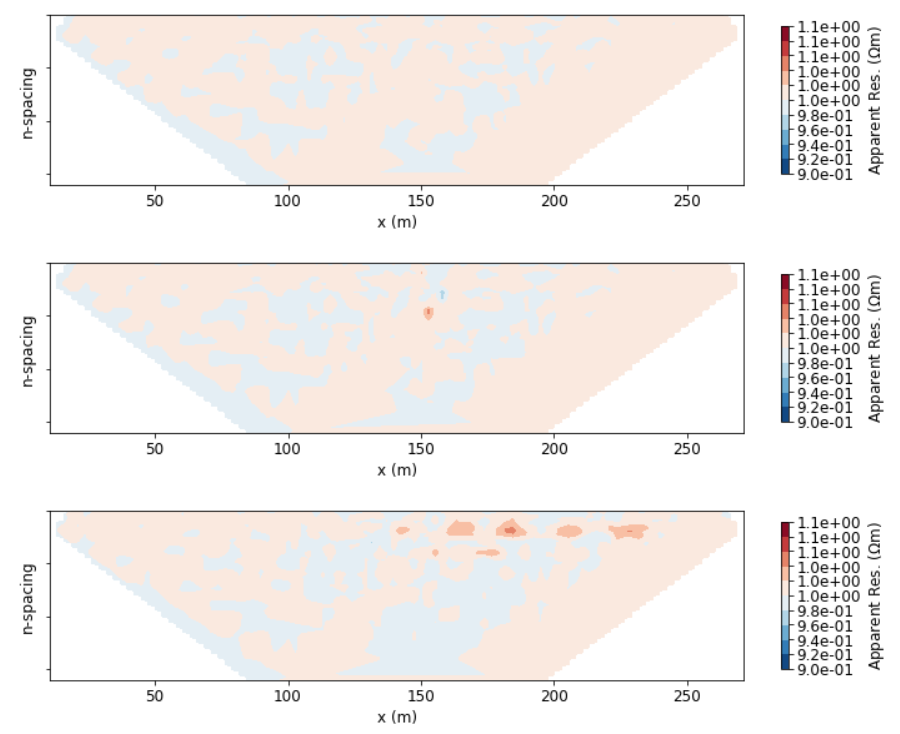 n-spacing
50 100 150 200 250
x (m)
1.1e+00
1.1e+00
1.1e+00
1.0e+00
1.0e+00
1.0e+00
9.8e-01
9.6e-01
9.4e-01
9.2e-01
9.0e-01
Apparent Res. (Ωm)
n-spacing
50 100 150 200 250
x (m)
1.1e+00
1.1e+00
1.1e+00
1.0e+00
1.0e+00
1.0e+00
9.8e-01
9.6e-01
9.4e-01
9.2e-01
9.0e-01
Apparent Res. (Ωm)
n-spacing
50 100 150 200 250
x (m)
1.1e+00
1.1e+00
1.1e+00
1.0e+00
1.0e+00
1.0e+00
9.8e-01
9.6e-01
9.4e-01
9.2e-01
9.0e-01
Apparent Res. (Ωm)